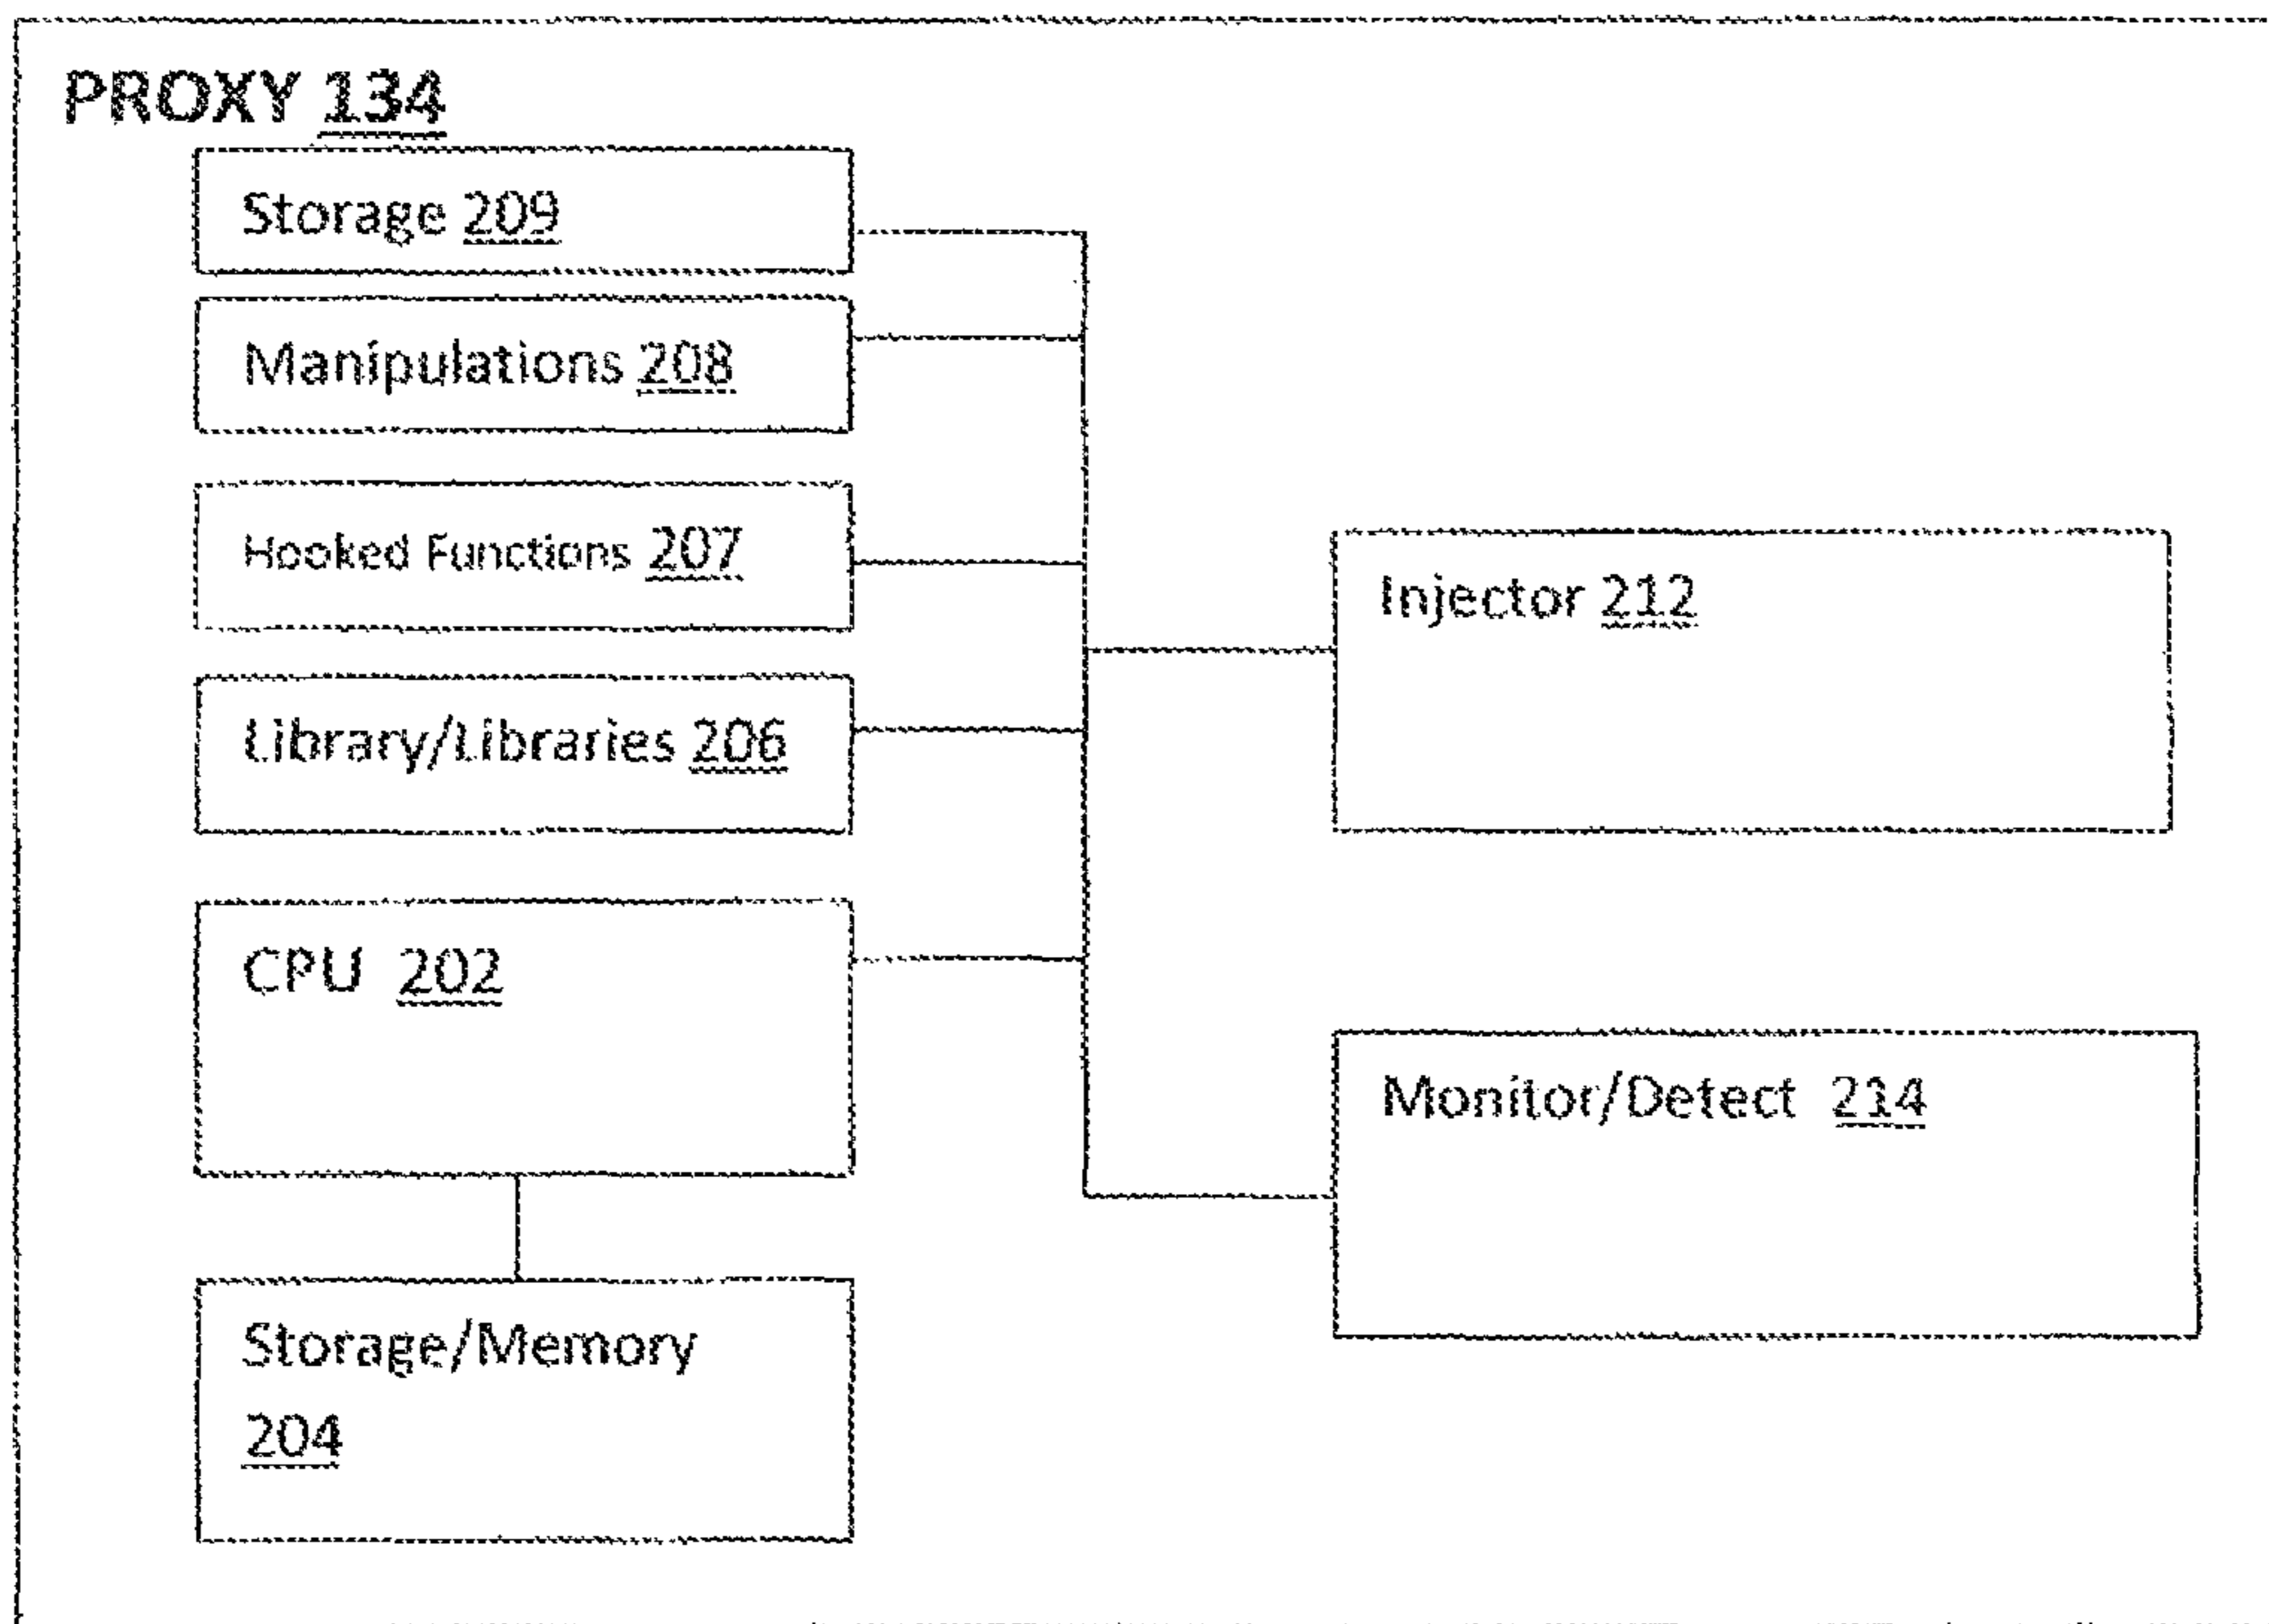 PROXY 134
Storage 209
Manipulations 208
Hooked Functions 207
Library/Libraries 206
CPU 202
Storage/Memory
204
Injector 212
Monitor/Detect 214